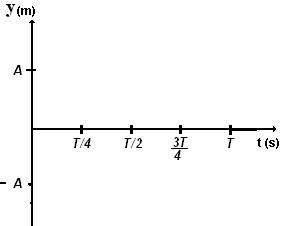 y(m)
A
T/4 T/2 3T/4 T t (s)
– A